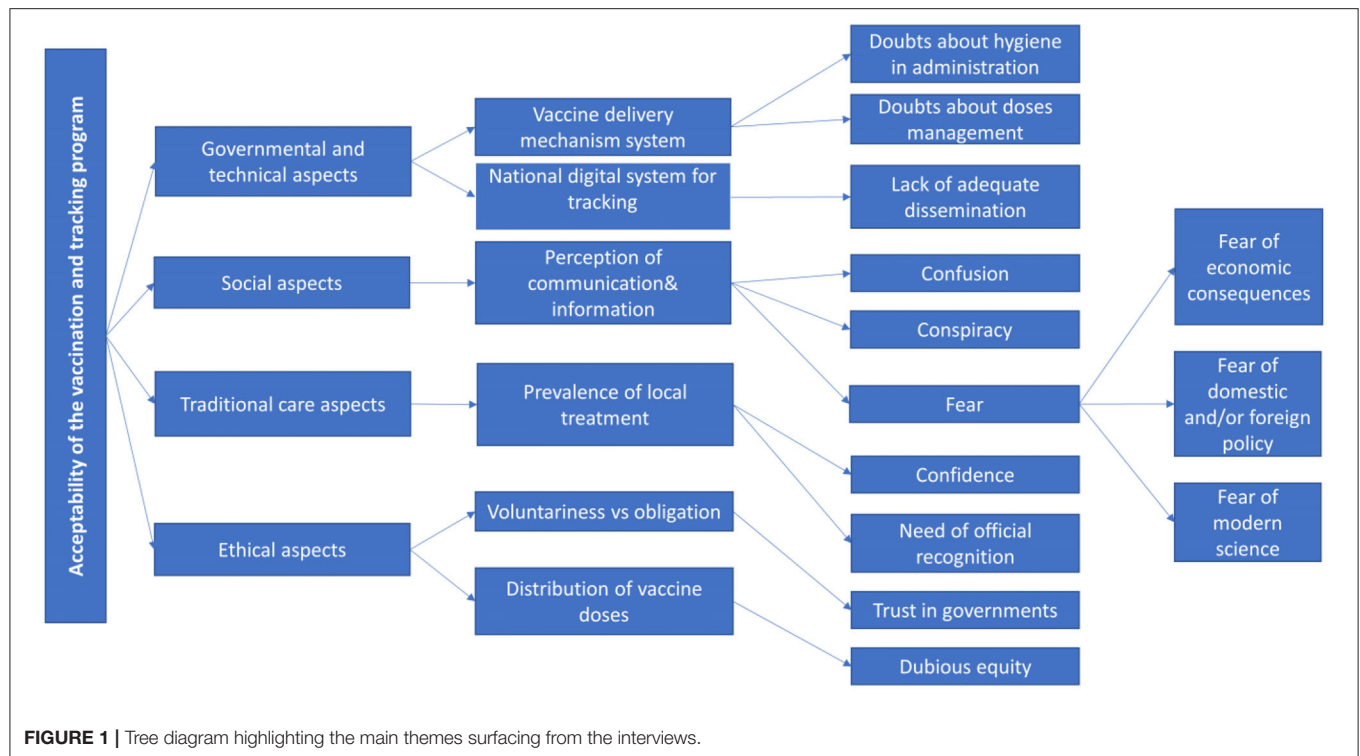 Acceptability of the vaccination and tracking program
Governmental and
technical aspects
Social aspects
Traditional care aspects
Ethical aspects
Vaccine delivery
mechanism system
National digital system for
tracking
Perception of
communication&
information
Prevalence of local
treatment
Voluntariness vs obligation
Distribution of vaccine
doses
Doubts about hygiene
in administration
Doubts about doses
management
Lack of adequate
dissemination
Confusion
Conspiracy
Fear
Confidence
Need of official
recognition
Trust in governments
Dubious equity
Fear of
economic
consequences
Fear of
domestic
and/or foreign
policy
Fear of
modern
science
FIGURE 1 | Tree diagram highlighting the main themes surfacing from the interviews.